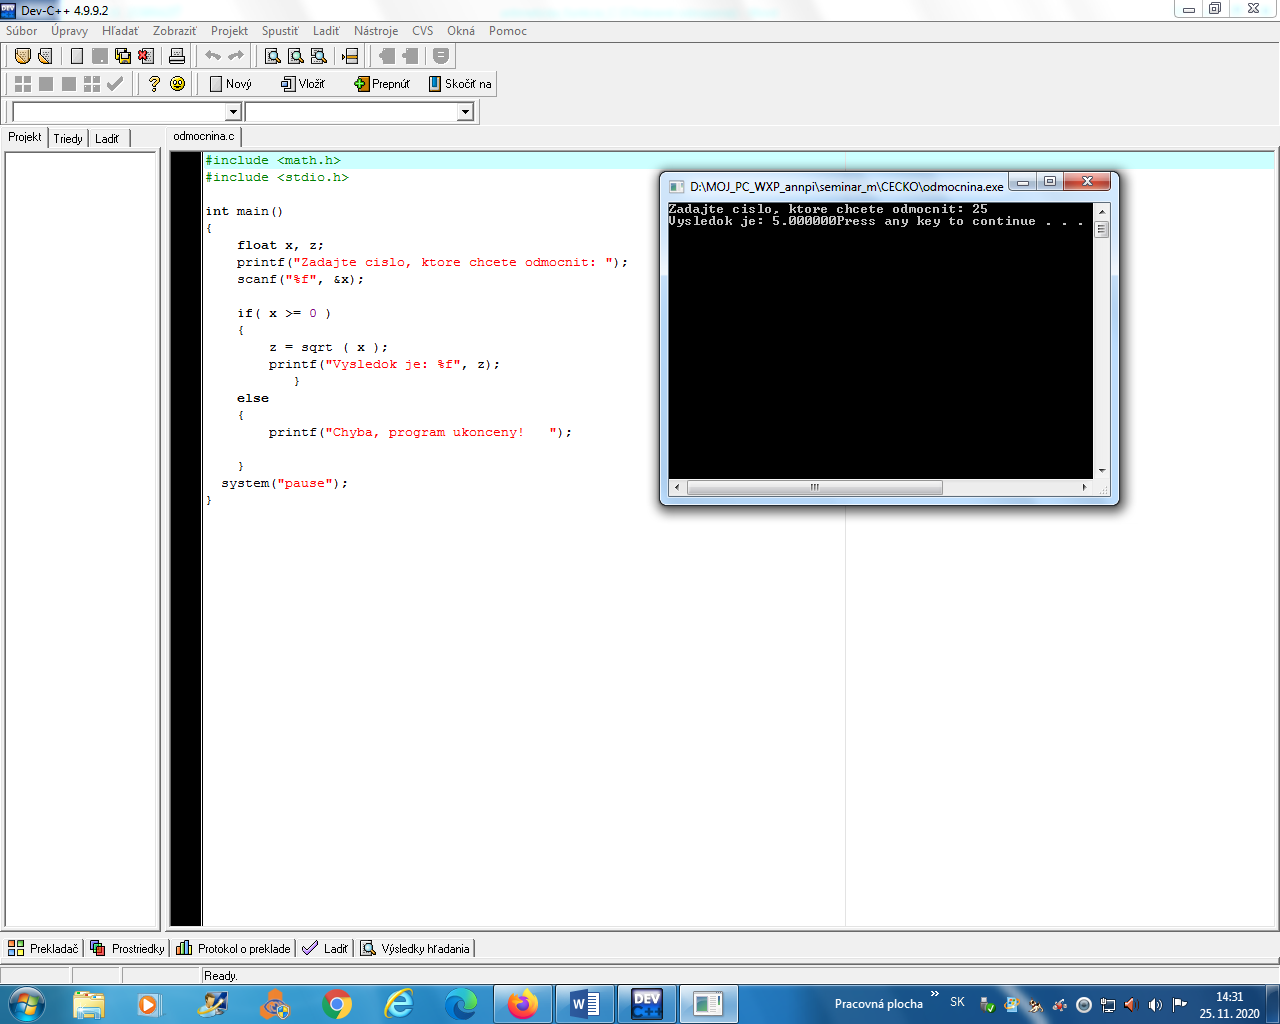 Dev-C++ 4.9.9.2
Súbor Úpravy Hľadať Zobraziť Projekt Spustiť Ladiť Nástroje CVS Okná Pomoc
Nový Vložiť Prepnúť Skočiť na
Projekt Triedy Ladiť
odmocnina.c
#include <math.h>
#include <stdio.h>
int main()
{
float x, z;
printf("Zadajte cislo, ktore chcete odmocnit: ");
scanf("%f", &x);
if( x >= 0 )
{
z = sqrt ( x );
printf("Vysledok je: %f", z);
}
else
{
printf("Chyba, program ukonceny!   ");
}
system("pause");
}
D:\MOJ_PC_WXP_annpi\seminar_m\CECKO\odmocnina.exe
Zadajte cislo, ktore chcete odmocnit: 25
Vysledok je: 5.000000Press any key to continue . . .
Prekladač Prostriedky Protokol o preklade Ladiť Výsledky hľadania
Ready.
W DEV C++ Pracovná plocha » SK 14:31
25. 11. 2020